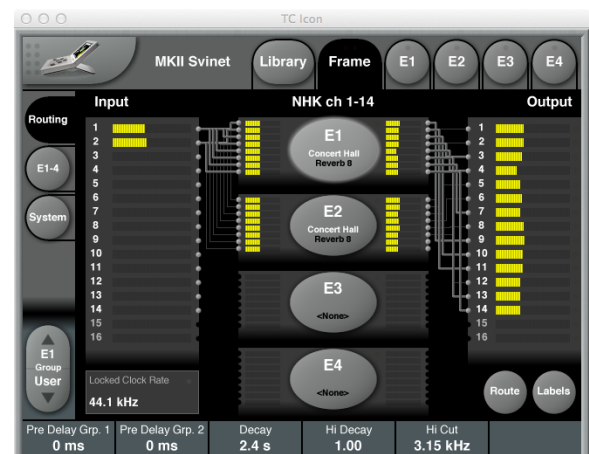 TC Icon
MKII Svinet
Library
Frame
E1
E2
E3
E4
Routing
E1-4
System
Input
NHK ch 1-14
Output
1
2
3
4
5
6
7
8
9
10
11
12
13
14
15
16
E1
Concert Hall
Reverb 8
E2
Concert Hall
Reverb 8
E3
<None>
E4
<None>
1
2
3
4
5
6
7
8
9
10
11
12
13
14
15
16
E1
Group
User
Locked Clock Rate
44.1 kHz
Route
Labels
Pre Delay Grp. 1
0 ms
Pre Delay Grp. 2
0 ms
Decay
2.4 s
Hi Decay
1.00
Hi Cut
3.15 kHz